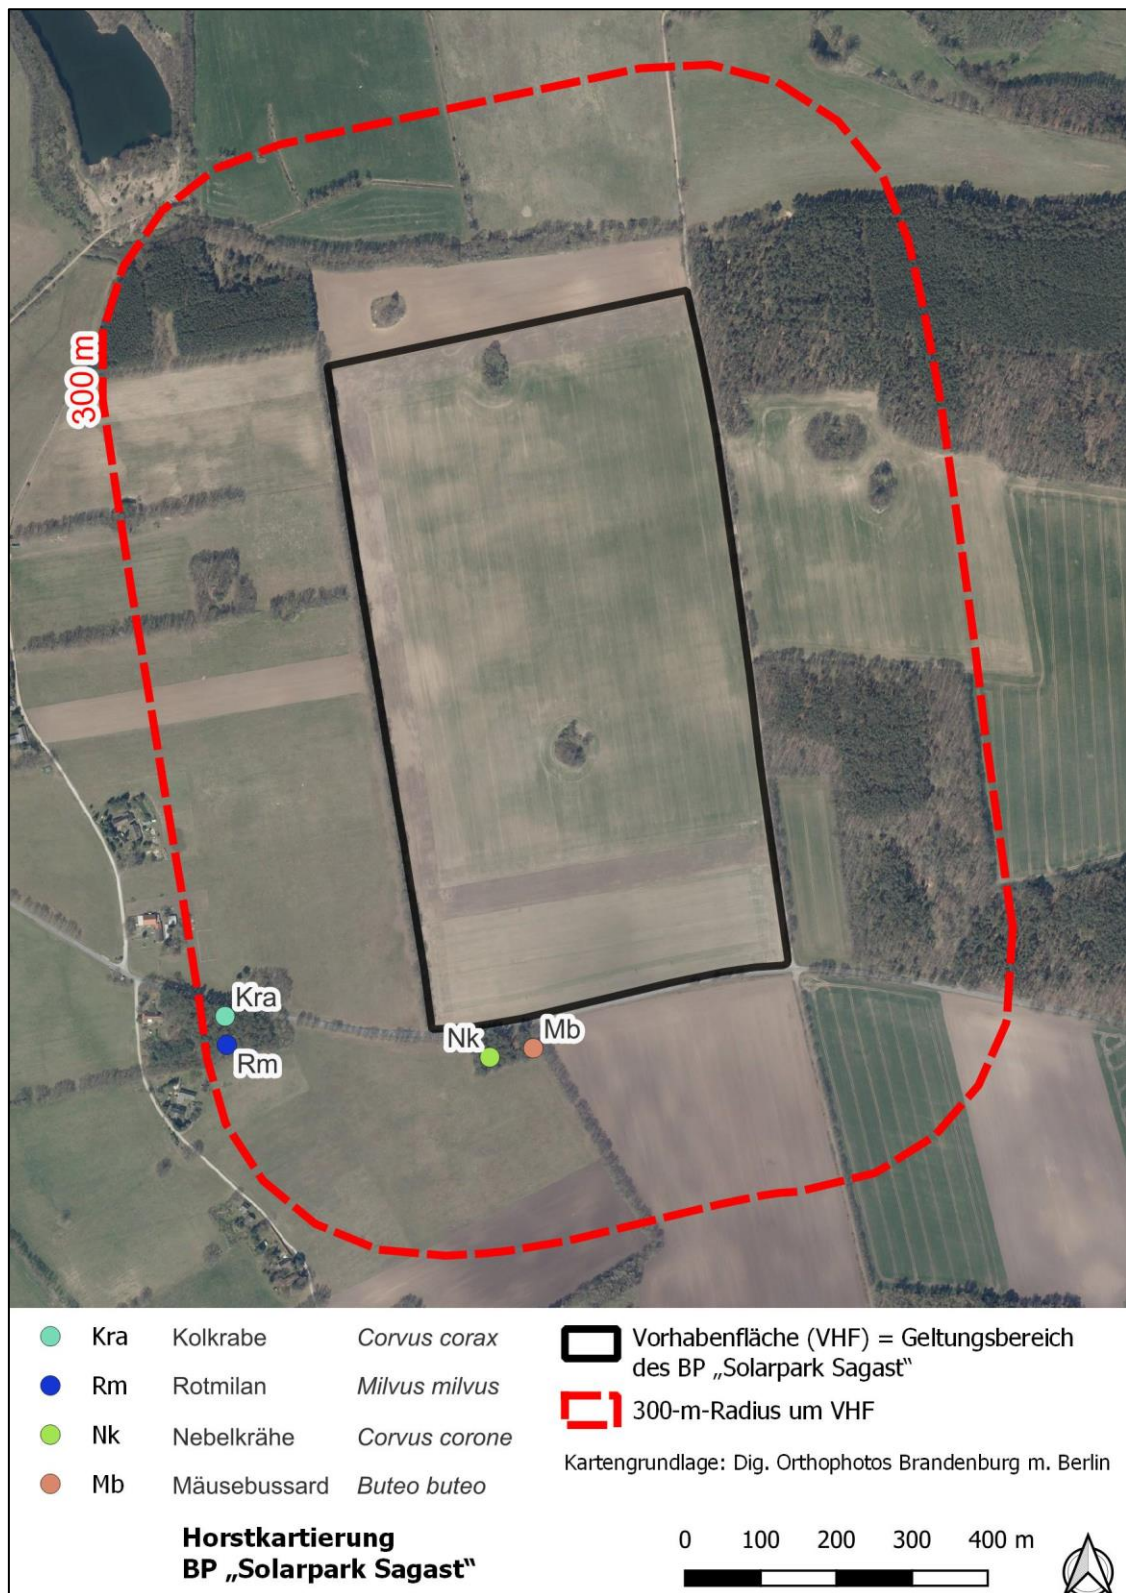 300 m
Kra
Rm
Nk
Mb
Kra Kolkrabe Corvus corax
Rm Rotmilan Milvus milvus
Nk Nebelkrähe Corvus corone
Mb Mäusebussard Buteo buteo
Vorhabenfläche (VHF) = Geltungsbereich
des BP „Solarpark Sagast“
300-m-Radius um VHF
Kartengrundlage: Dig. Orthophotos Brandenburg m. Berlin
Horstkartierung
BP „Solarpark Sagast“
0 100 200 300 400 m